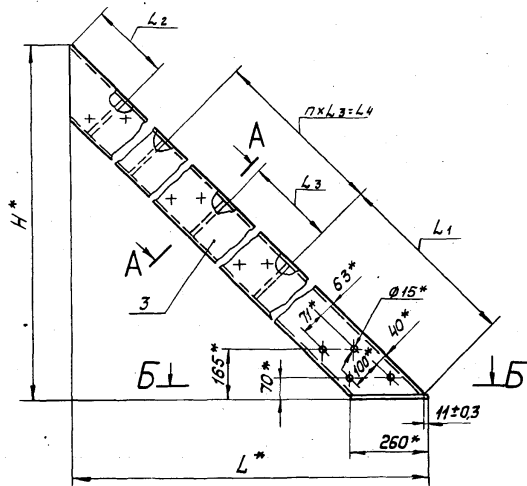 L2
n×L3=L4
A
L3
H*
L1
A
63*
ø15*
71*
40*
3
165*
100*
Б
70*
Б
11±0,3
260*
L*